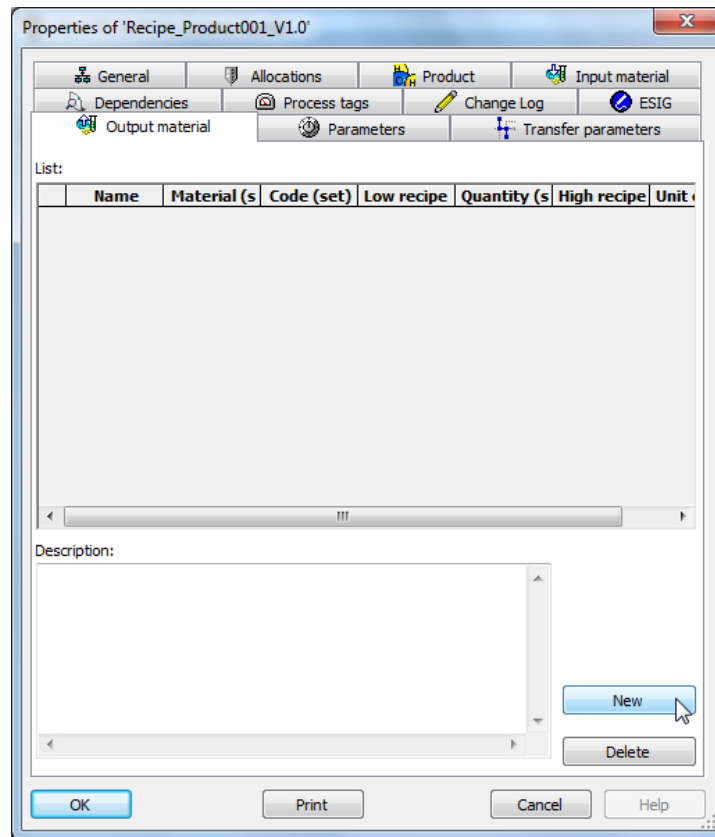 Properties of 'Recipe_Product001_V1.0'
General Allocations Product Input material
Dependencies Process tags Change Log ESIG
Output material Parameters Transfer parameters
List:
Name Material (s Code (set) Low recipe Quantity (s High recipe Unit
Description:
New
Delete
OK Print Cancel Help